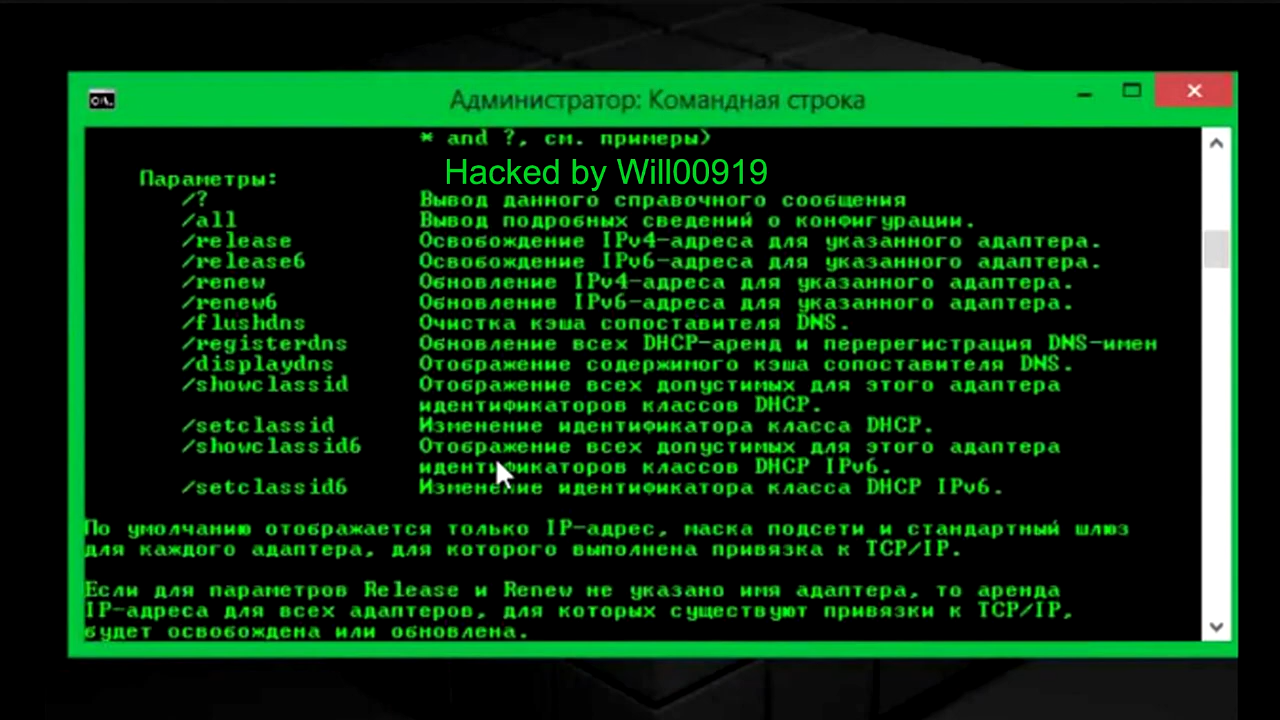 Администратор: Командная строка
* and ?, см. примеры)
Hacked by Will00919
Параметры:
/? Вывод данного справочного сообщения
/all Вывод подробных сведений о конфигурации.
/release Освобождение IPv4-адреса для указанного адаптера.
/release6 Освобождение IPv6-адреса для указанного адаптера.
/renew Обновление IPv4-адреса для указанного адаптера.
/renew6 Обновление IPv6-адреса для указанного адаптера.
/flushdns Очистка кэша сопоставителя DNS.
/registerdns Обновление всех DHCP-аренд и перерегистрация DNS-имен
/displaydns Отображение содержимого кэша сопоставителя DNS.
/showclassid Отображение всех допустимых для этого адаптера
идентификаторов классов DHCP.
/setclassid Изменение идентификатора класса DHCP.
/showclassid6 Отображение всех допустимых для этого адаптера
идентификаторов классов DHCP IPv6.
/setclassid6 Изменение идентификатора класса DHCP IPv6.
По умолчанию отображается только IP-адрес, маска подсети и стандартный шлюз
для каждого адаптера, для которого выполнена привязка к TCP/IP.
Если для параметров Release и Renew не указано имя адаптера, то аренда
IP-адреса для всех адаптеров, для которых существуют привязки к TCP/IP,
будет освобождена или обновлена.